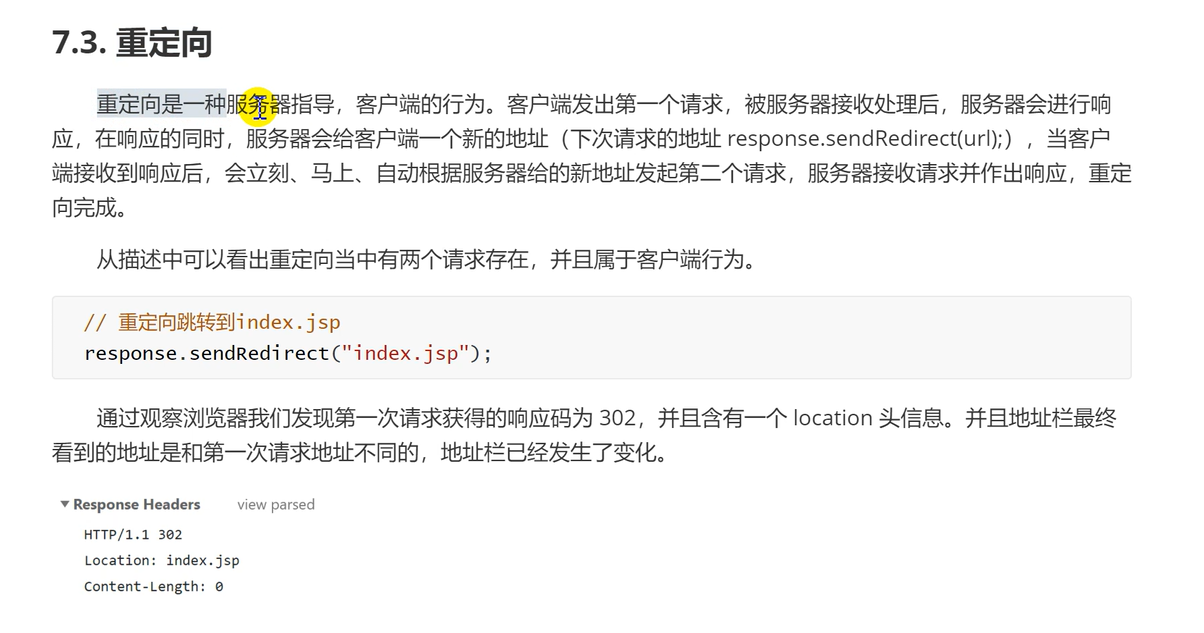 7.3. 重定向
重定向是一种服务器指导，客户端的行为。客户端发出第一个请求，被服务器接收处理后，服务器会进行响
应，在响应的同时，服务器会给客户端一个新的地址（下次请求的地址 response.sendRedirect(url);），当客户
端接收到响应后，会立刻、马上、自动根据服务器给的新地址发起第二个请求，服务器接收请求并作出响应，重定
向完成。
从描述中可以看出重定向当中有两个请求存在，并且属于客户端行为。
// 重定向跳转到index.jsp
response.sendRedirect("index.jsp");
通过观察浏览器我们发现第一次请求获得的响应码为 302，并且含有一个 location 头信息。并且地址栏最终
看到的地址是和第一次请求地址不同的，地址栏已经发生了变化。
Response Headers view parsed
HTTP/1.1 302
Location: index.jsp
Content-Length: 0